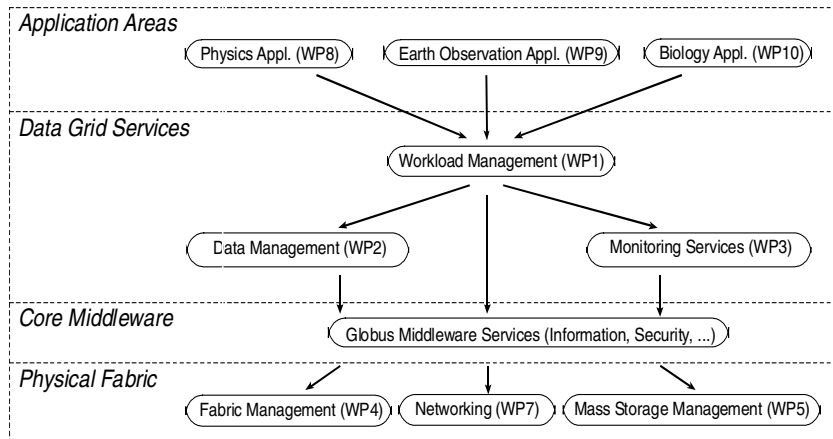 Application Areas
Physics Appl. (WP8) Earth Observation Appl. (WP9) Biology Appl. (WP10)
Data Grid Services
Workload Management (WP1)
Data Management (WP2) Monitoring Services (WP3)
Core Middleware
Globus Middleware Services (Information, Security, ...)
Physical Fabric
Fabric Management (WP4) Networking (WP7) Mass Storage Management (WP5)